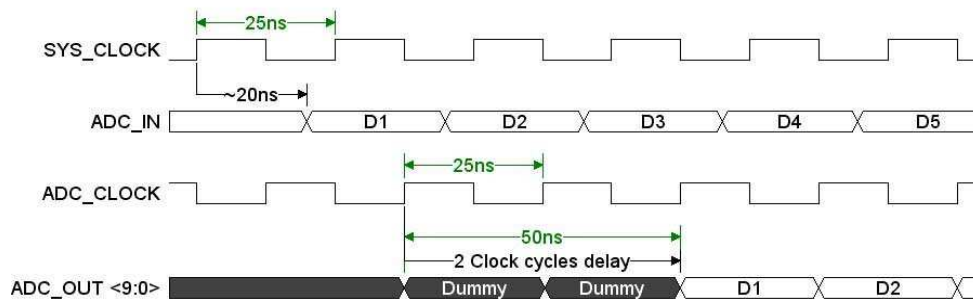 25ns
SYS_CLOCK
~20ns
ADC_IN D1 D2 D3 D4 D5
25ns
ADC_CLOCK
50ns
2 Clock cycles delay
ADC_OUT <9:0> Dummy Dummy D1 D2